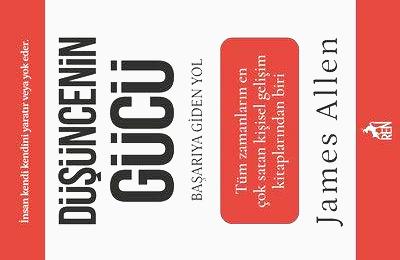 İnsan kendi kendini yaratır veya yok eder.
DÜŞÜNCENİN
GÜCÜ
BAŞARIYA GİDEN YOL
Tüm zamanların en
çok satan kişisel gelişim
kitaplarından biri
James Allen
REN